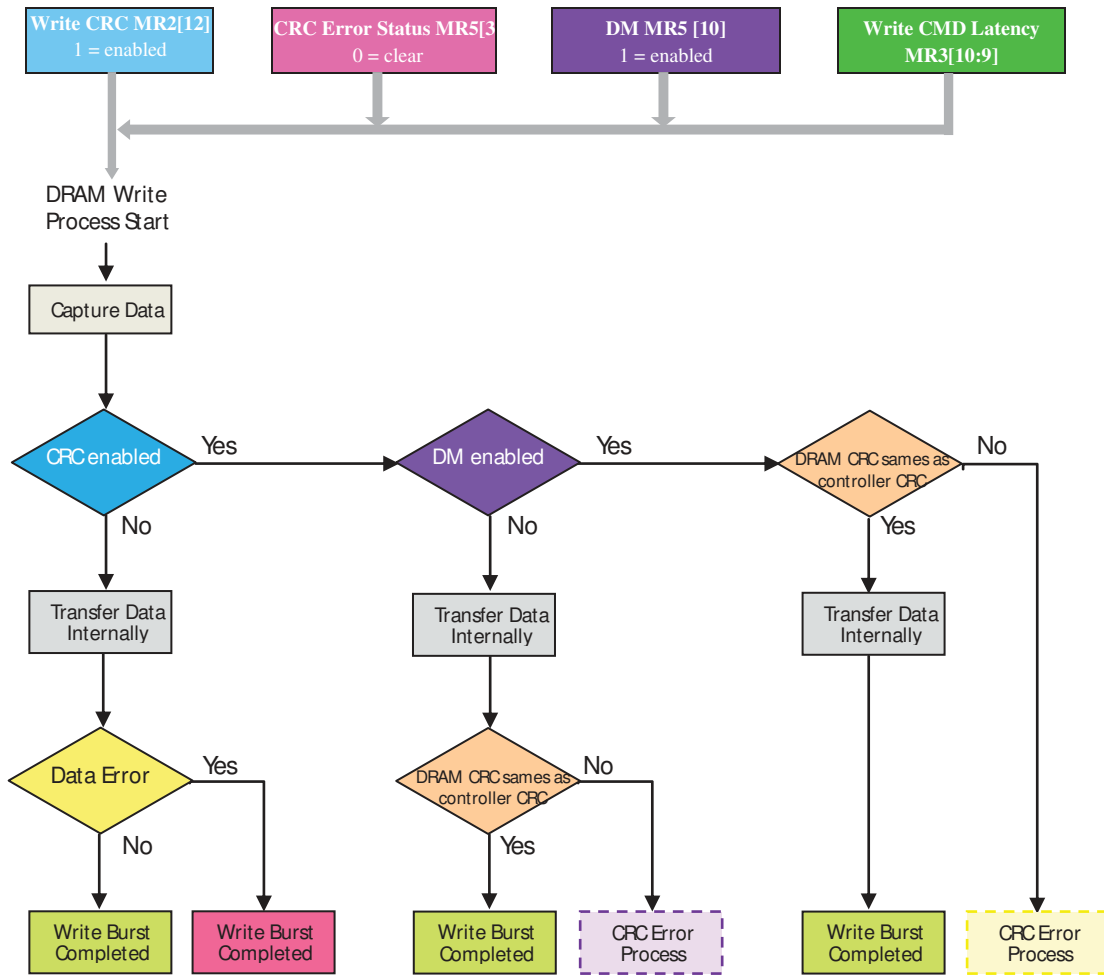 Write CRC MR2[12]
1 = enabled
CRC Error Status MR5[3
0 = clear
DM MR5 [10]
1 = enabled
Write CMD Latency
MR3[10:9]
DRAM Write
Process Start
Capture Data
CRC enabled
Yes
DM enabled
Yes
DRAM CRC sames as
controller CRC
No
No
No
Yes
Transfer Data
Internally
Transfer Data
Internally
Transfer Data
Internally
Data Error
Yes
DRAM CRC sames as
controller CRC
No
No
Yes
Write Burst
Completed
Write Burst
Completed
Write Burst
Completed
CRC Error
Process
Write Burst
Completed
CRC Error
Process